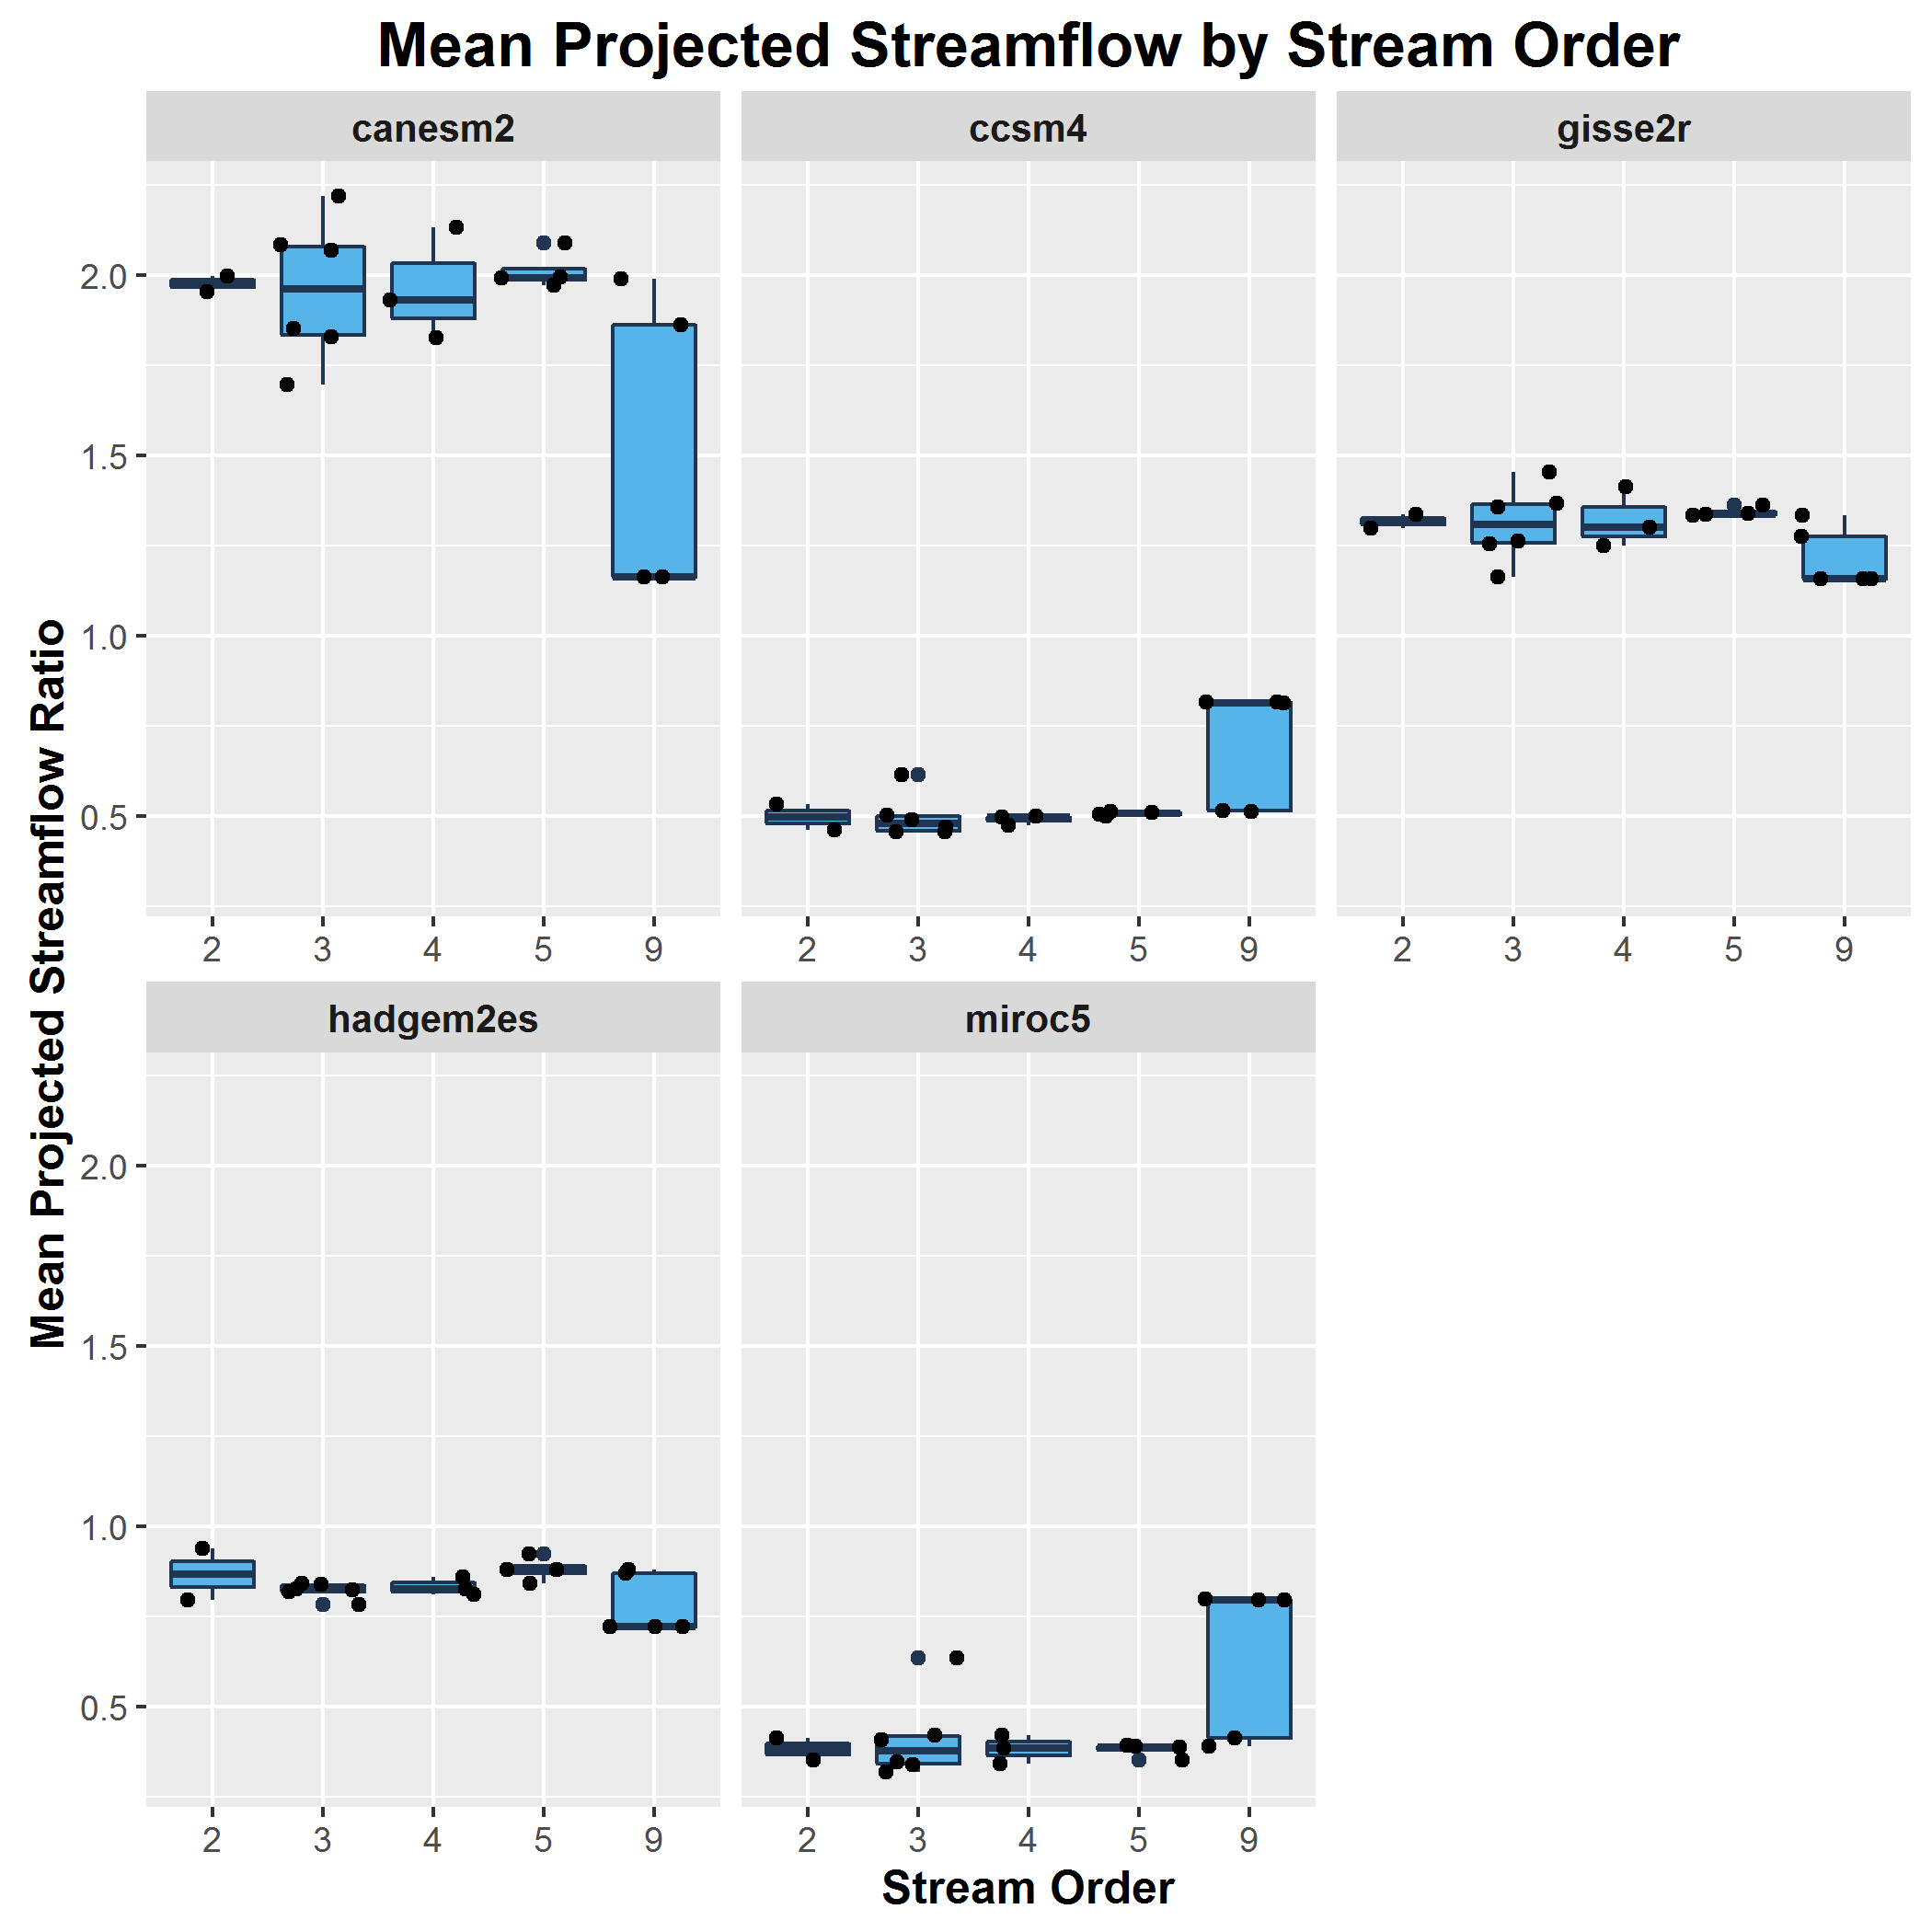 Mean Projected Streamflow by Stream Order
canesm2 ccsm4 gisse2r
2.0
1.5
1.0
0.5
2 3 4 5 9 2 3 4 5 9 2 3 4 5 9
Mean Projected Streamflow Ratio
hadgem2es miroc5
2.0
1.5
1.0
0.5
2 3 4 5 9 2 3 4 5 9
Stream Order